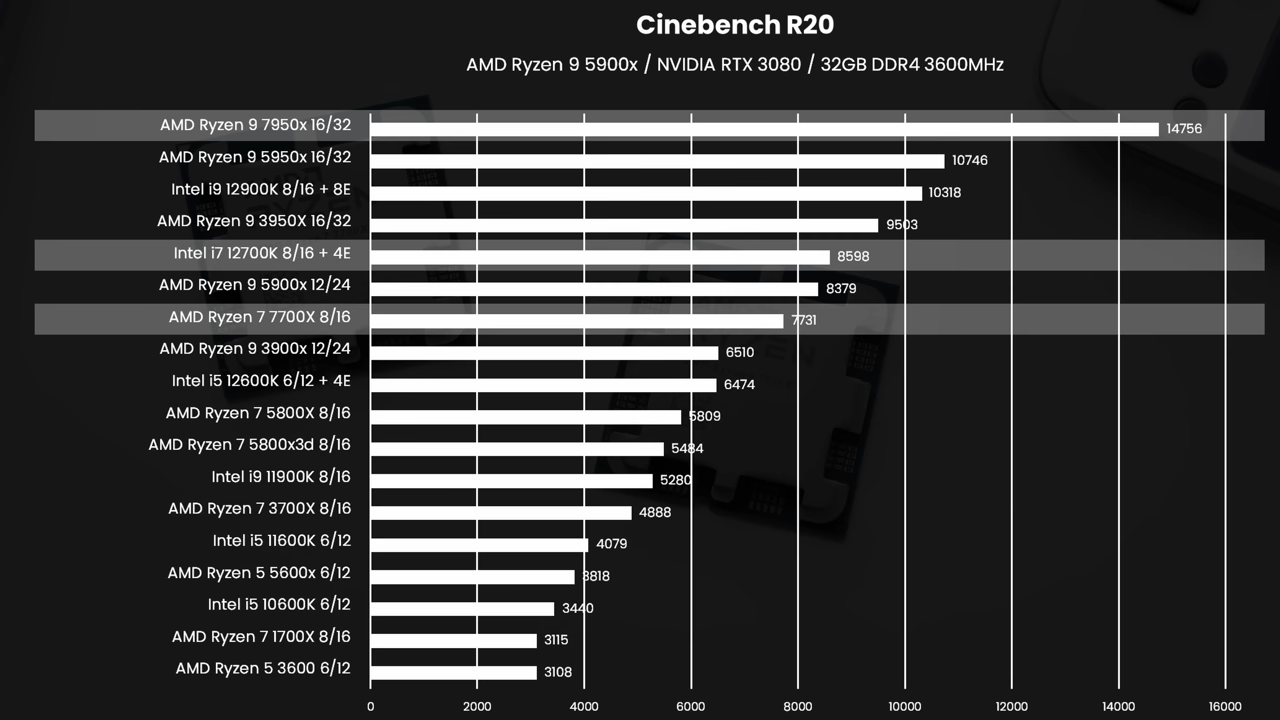 Cinebench R20
AMD Ryzen 9 5900x / NVIDIA RTX 3080 / 32GB DDR4 3600MHz
AMD Ryzen 9 7950x 16/32 14756
AMD Ryzen 9 5950x 16/32 10746
Intel i9 12900K 8/16 + 8E 10318
AMD Ryzen 9 3950X 16/32 9503
Intel i7 12700K 8/16 + 4E 8598
AMD Ryzen 9 5900x 12/24 8379
AMD Ryzen 7 7700X 8/16 7731
AMD Ryzen 9 3900x 12/24 6510
Intel i5 12600K 6/12 + 4E 6474
AMD Ryzen 7 5800X 8/16 5809
AMD Ryzen 7 5800x3d 8/16 5484
Intel i9 11900K 8/16 5280
AMD Ryzen 7 3700X 8/16 4888
Intel i5 11600K 6/12 4079
AMD Ryzen 5 5600x 6/12 3818
Intel i5 10600K 6/12 3440
AMD Ryzen 7 1700X 8/16 3115
AMD Ryzen 5 3600 6/12 3108
0 2000 4000 6000 8000 10000 12000 14000 16000